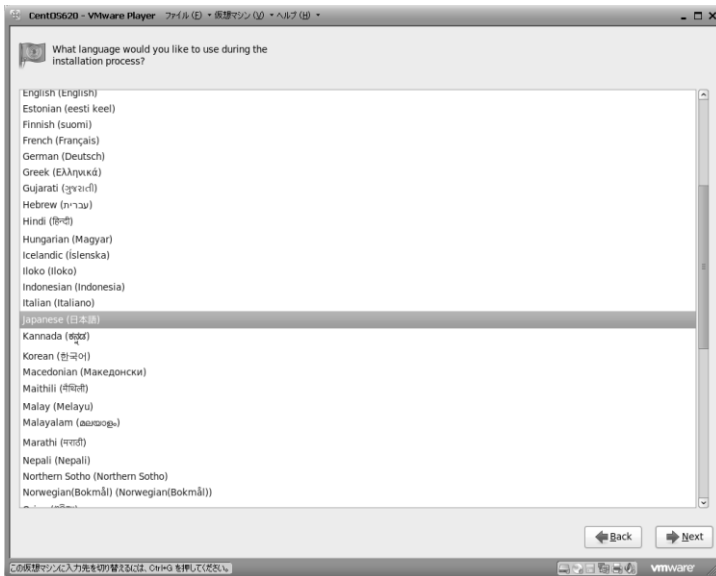 CentOS620 - VMware Player ファイル(F) ▾ 仮想マシン(V) ▾ ヘルプ(H) ▾
What language would you like to use during the
installation process?
English (English)
Estonian (eesti keel)
Finnish (suomi)
French (Français)
German (Deutsch)
Greek (Ελληνικά)
Gujarati (ગુજરાતી)
Hebrew (עברית)
Hindi (हिन्दी)
Hungarian (Magyar)
Icelandic (Íslenska)
Iloko (Iloko)
Indonesian (Indonesia)
Italian (Italiano)
Japanese (日本語)
Kannada (ಕನ್ನಡ)
Korean (한국어)
Macedonian (Македонски)
Maithili (मैथिली)
Malay (Melayu)
Malayalam (മലയാളം)
Marathi (मराठी)
Nepali (Nepali)
Northern Sotho (Northern Sotho)
Norwegian(Bokmål) (Norwegian(Bokmål))
Back
Next
この仮想マシンに入力先を切り替えるには、Ctrl+G を押してください。
vmware